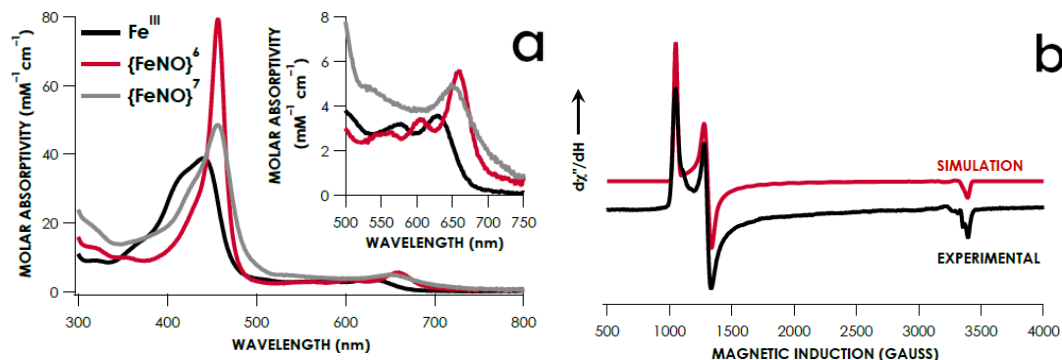 a
Fe^III
{FeNO}^6
{FeNO}^7
MOLAR ABSORPTIVITY (mM⁻¹ cm⁻¹)
80
60
40
20
0
300 400 500 600 700 800
WAVELENGTH (nm)
MOLAR ABSORPTIVITY
(mM⁻¹ cm⁻¹)
8
6
4
2
0
500 550 600 650 700 750
WAVELENGTH (nm)
b
dχ"/dH
SIMULATION
EXPERIMENTAL
500 1000 1500 2000 2500 3000 3500 4000
MAGNETIC INDUCTION (GAUSS)